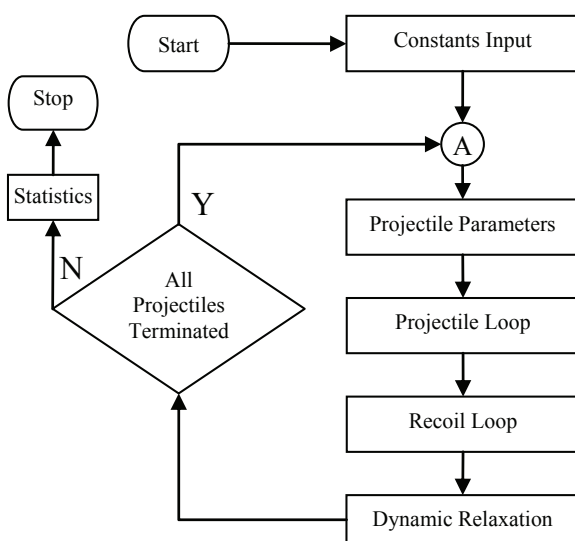 Start
Constants Input
Stop
A
Statistics
Y
Projectile Parameters
N
All
Projectiles
Terminated
Projectile Loop
Recoil Loop
Dynamic Relaxation